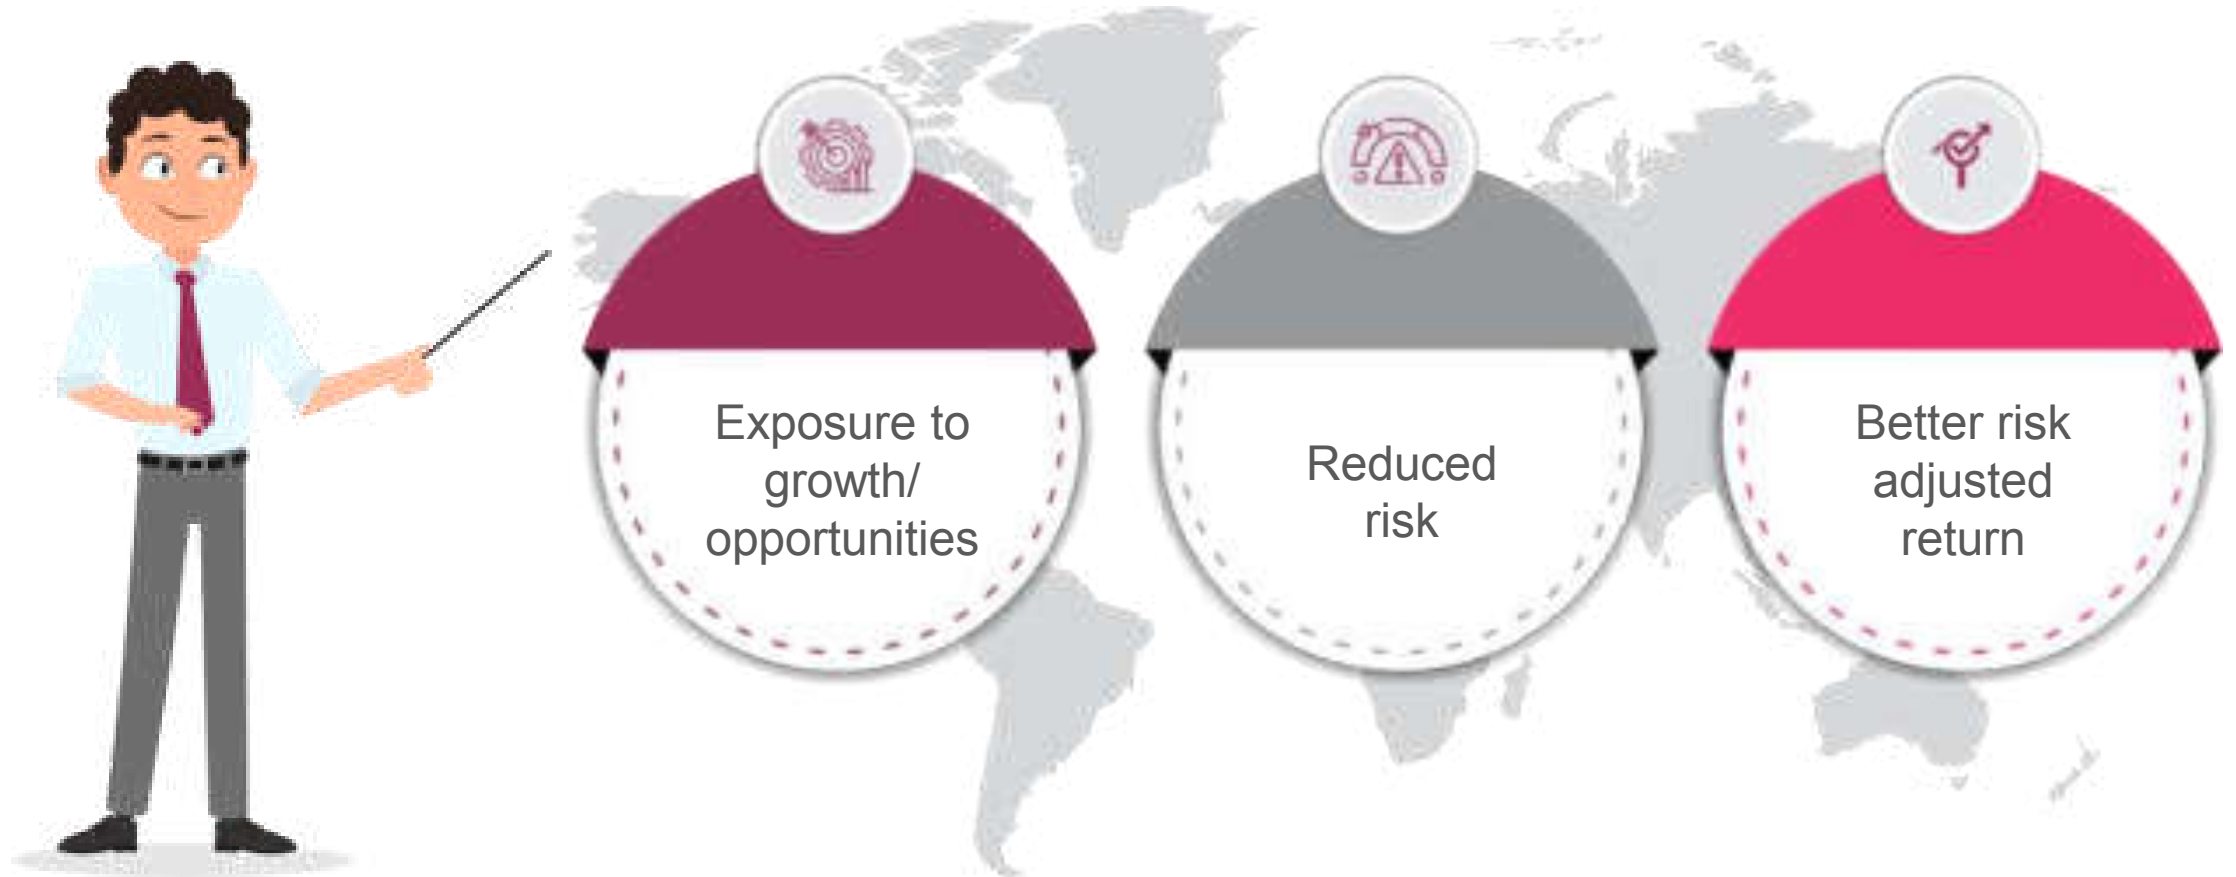 Exposure to
growth/
opportunities
Reduced
risk
Better risk
adjusted
return